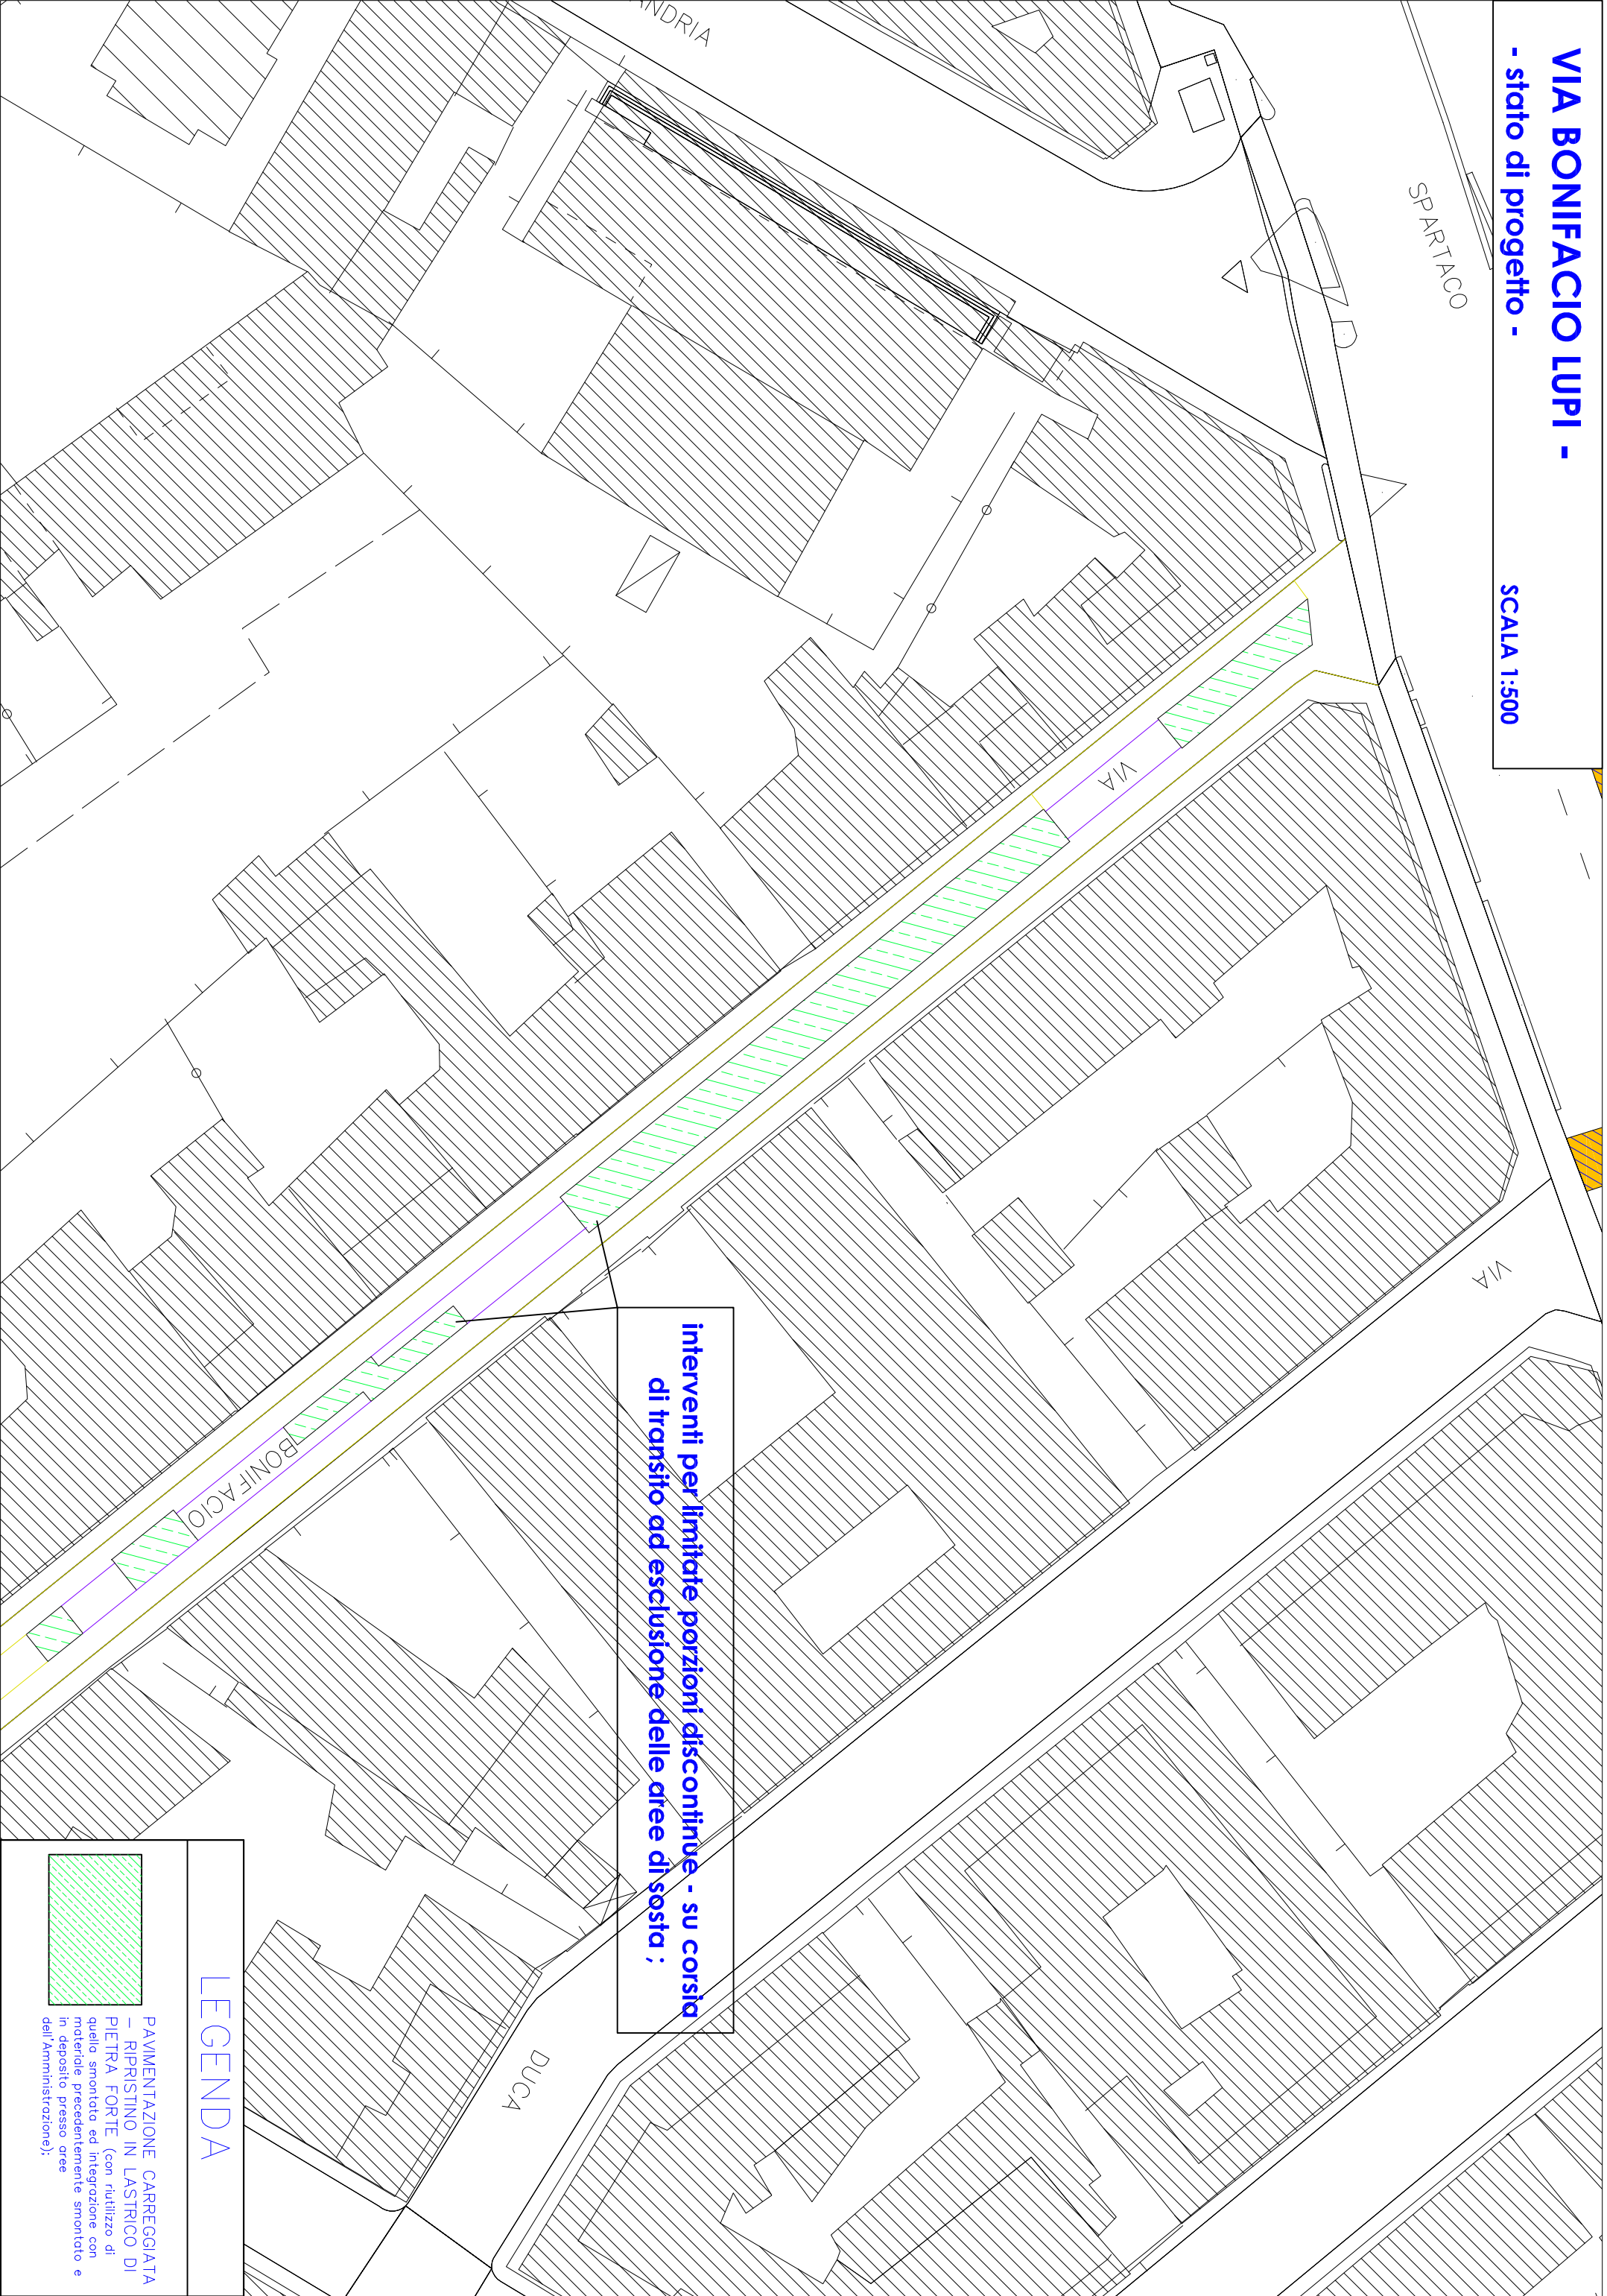 VIA BONIFACIO LUPI -
- stato di progetto -
SCALA 1:500
SPARTACO
ANDRIA
VIA
VIA
BONIFACIO
interventi per limitate porzioni discontinue - su corsia
di transito ad esclusione delle aree di sosta ;
DUCA
LEGENDA
PAVIMENTAZIONE CARREGGIATA
– RIPRISTINO IN LASTRICO DI
PIETRA FORTE (con riutilizzo di
quella smontata ed integrazione con
materiale precedentemente smontato e
in deposito presso aree
dell'Amministrazione);